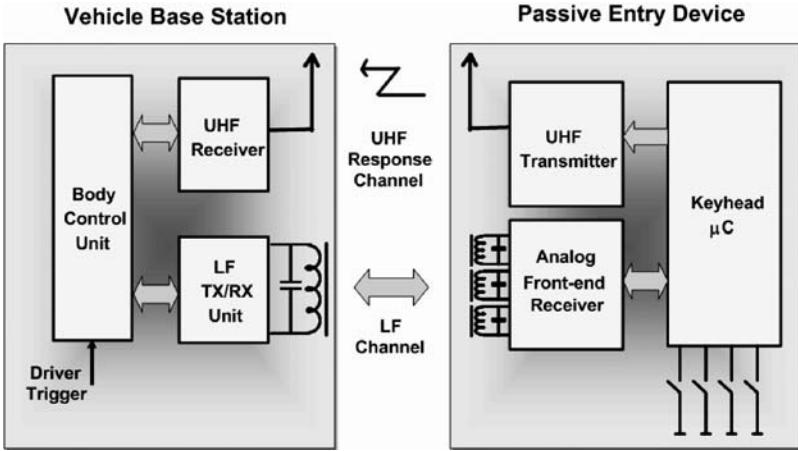 Vehicle Base Station
Passive Entry Device
Body
Control
Unit
UHF
Receiver
LF
TX/RX
Unit
Driver
Trigger
UHF
Response
Channel
LF
Channel
UHF
Transmitter
Analog
Front-end
Receiver
Keyhead
μC